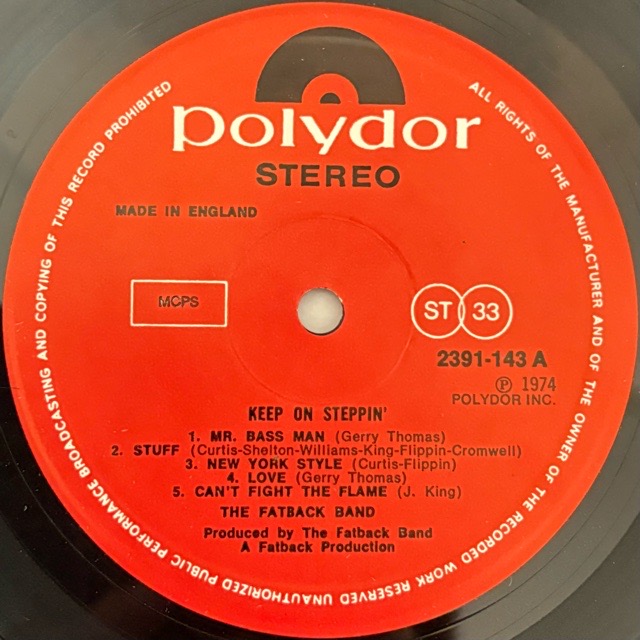 polydor
STEREO
MADE IN ENGLAND
MCPS
ST 33
2391-143 A
℗ 1974
POLYDOR INC.
KEEP ON STEPPIN'
1. MR. BASS MAN (Gerry Thomas)
2. STUFF (Curtis-Shelton-Williams-King-Flippin-Cromwell)
3. NEW YORK STYLE (Curtis-Flippin)
4. LOVE (Gerry Thomas)
5. CAN'T FIGHT THE FLAME (J. King)
THE FATBACK BAND
Produced by The Fatback Band
A Fatback Production
ALL RIGHTS OF THE MANUFACTURER AND OF THE OWNER OF THE RECORDED WORK RESERVED UNAUTHORIZED PUBLIC PERFORMANCE BROADCASTING AND COPYING OF THIS RECORD PROHIBITED